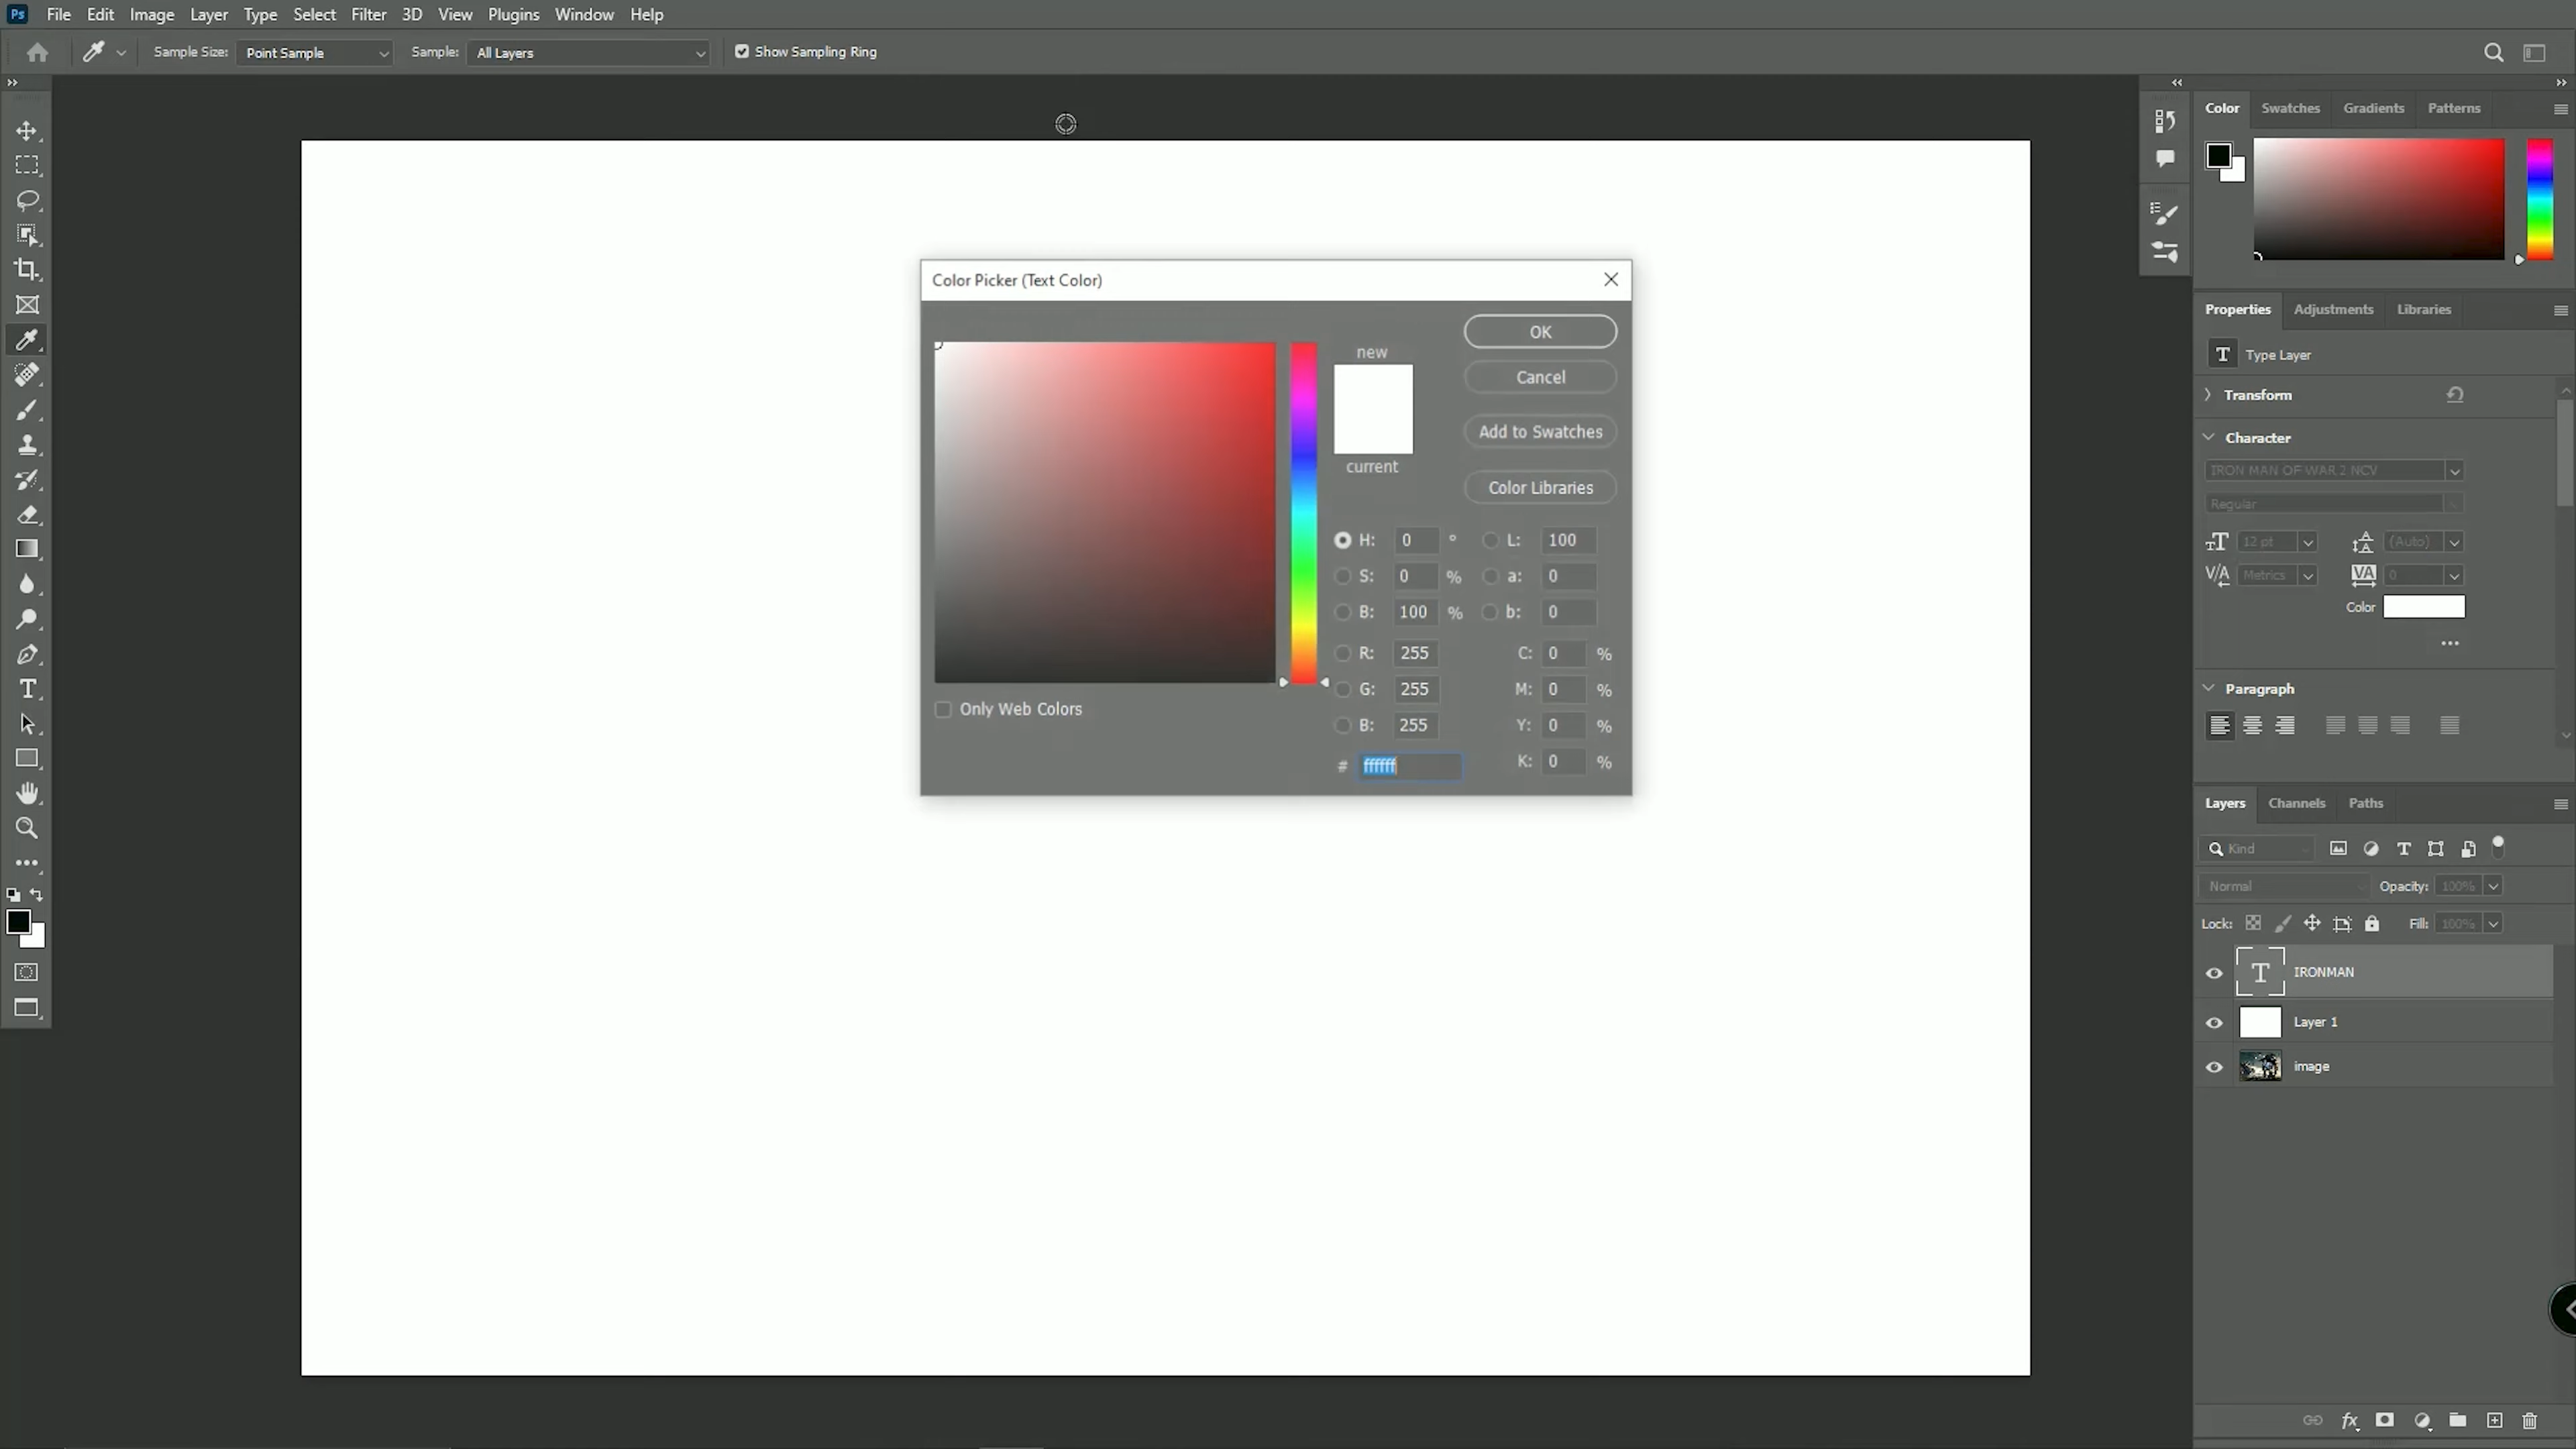 Ps File Edit Image Layer Type Select Filter 3D View Plugins Window Help
Sample Size: Point Sample Sample: All Layers Show Sampling Ring
Color Swatches Gradients Patterns
Color Picker (Text Color)
OK
new
Cancel
Add to Swatches
current
Color Libraries
H: 0 ° L: 100
S: 0 % a: 0
B: 100 % b: 0
R: 255 C: 0 %
G: 255 M: 0 %
B: 255 Y: 0 %
# ffffff K: 0 %
Only Web Colors
Properties Adjustments Libraries
T Type Layer
Transform
Character
IRON MAN OF WAR 2 NCV
Regular
12 pt (Auto)
Metrics 0
Color
Paragraph
Layers Channels Paths
Kind
Normal Opacity: 100%
Lock: Fill: 100%
T IRONMAN
Layer 1
image
fx